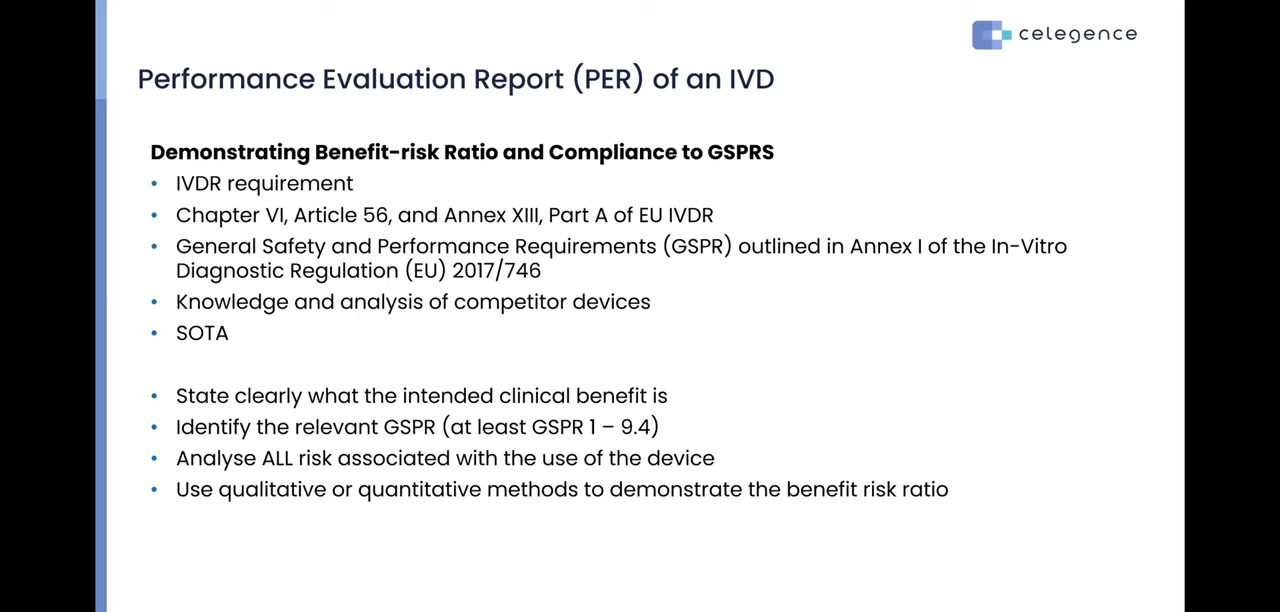 celegence
Performance Evaluation Report (PER) of an IVD
Demonstrating Benefit-risk Ratio and Compliance to GSPRS
• IVDR requirement
• Chapter VI, Article 56, and Annex XIII, Part A of EU IVDR
• General Safety and Performance Requirements (GSPR) outlined in Annex I of the In-Vitro
Diagnostic Regulation (EU) 2017/746
• Knowledge and analysis of competitor devices
• SOTA
• State clearly what the intended clinical benefit is
• Identify the relevant GSPR (at least GSPR 1 – 9.4)
• Analyse ALL risk associated with the use of the device
• Use qualitative or quantitative methods to demonstrate the benefit risk ratio